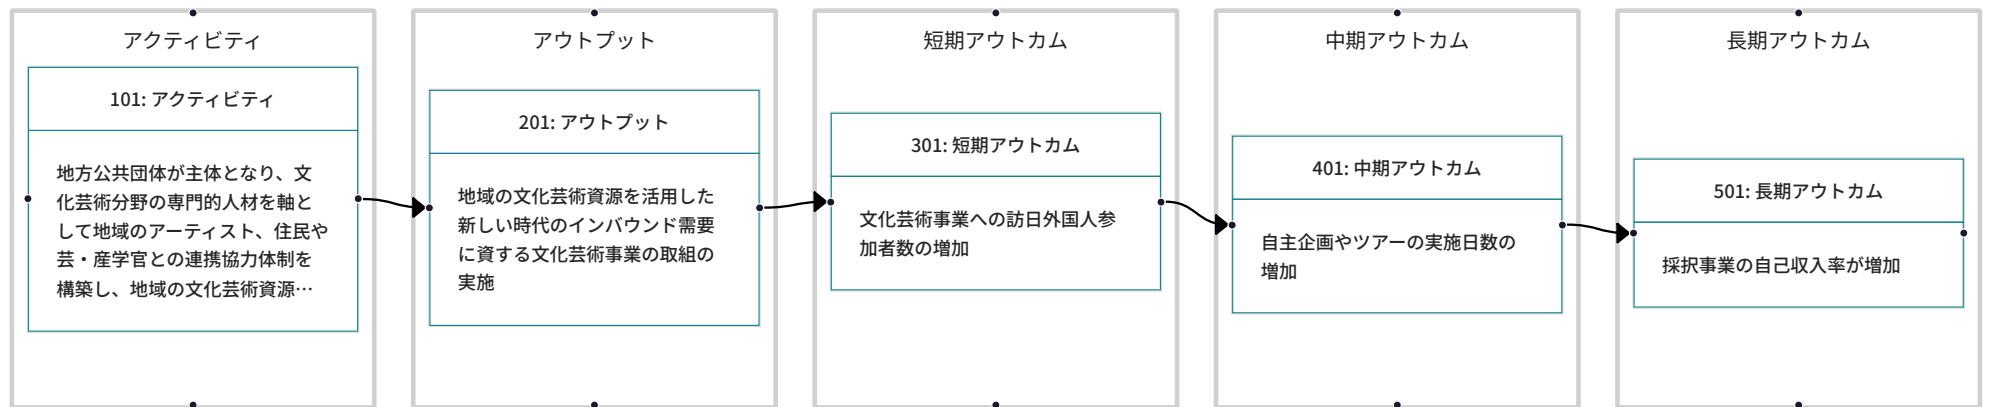 アクティビティ
101: アクティビティ
地方公共団体が主体となり、文
化芸術分野の専門的人材を軸と
して地域のアーティスト、住民や
芸・産学官との連携協力体制を
構築し、地域の文化芸術資源…
アウトプット
201: アウトプット
地域の文化芸術資源を活用した
新しい時代のインバウンド需要
に資する文化芸術事業の取組の
実施
短期アウトカム
301: 短期アウトカム
文化芸術事業への訪日外国人参
加者数の増加
中期アウトカム
401: 中期アウトカム
自主企画やツアーの実施日数の
増加
長期アウトカム
501: 長期アウトカム
採択事業の自己収入率が増加